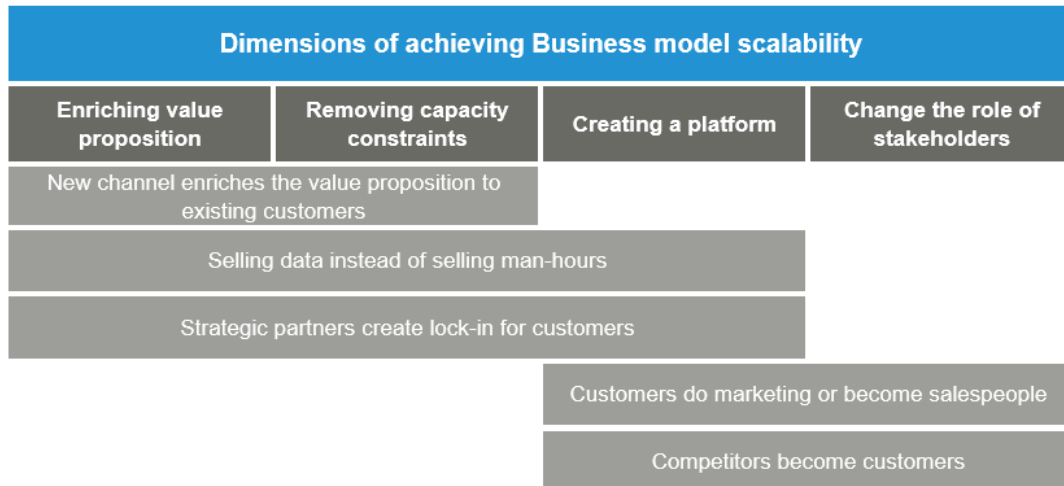 Dimensions of achieving Business model scalability
Enriching value
proposition
Removing capacity
constraints
Creating a platform
Change the role of
stakeholders
New channel enriches the value proposition to
existing customers
Selling data instead of selling man-hours
Strategic partners create lock-in for customers
Customers do marketing or become salespeople
Competitors become customers